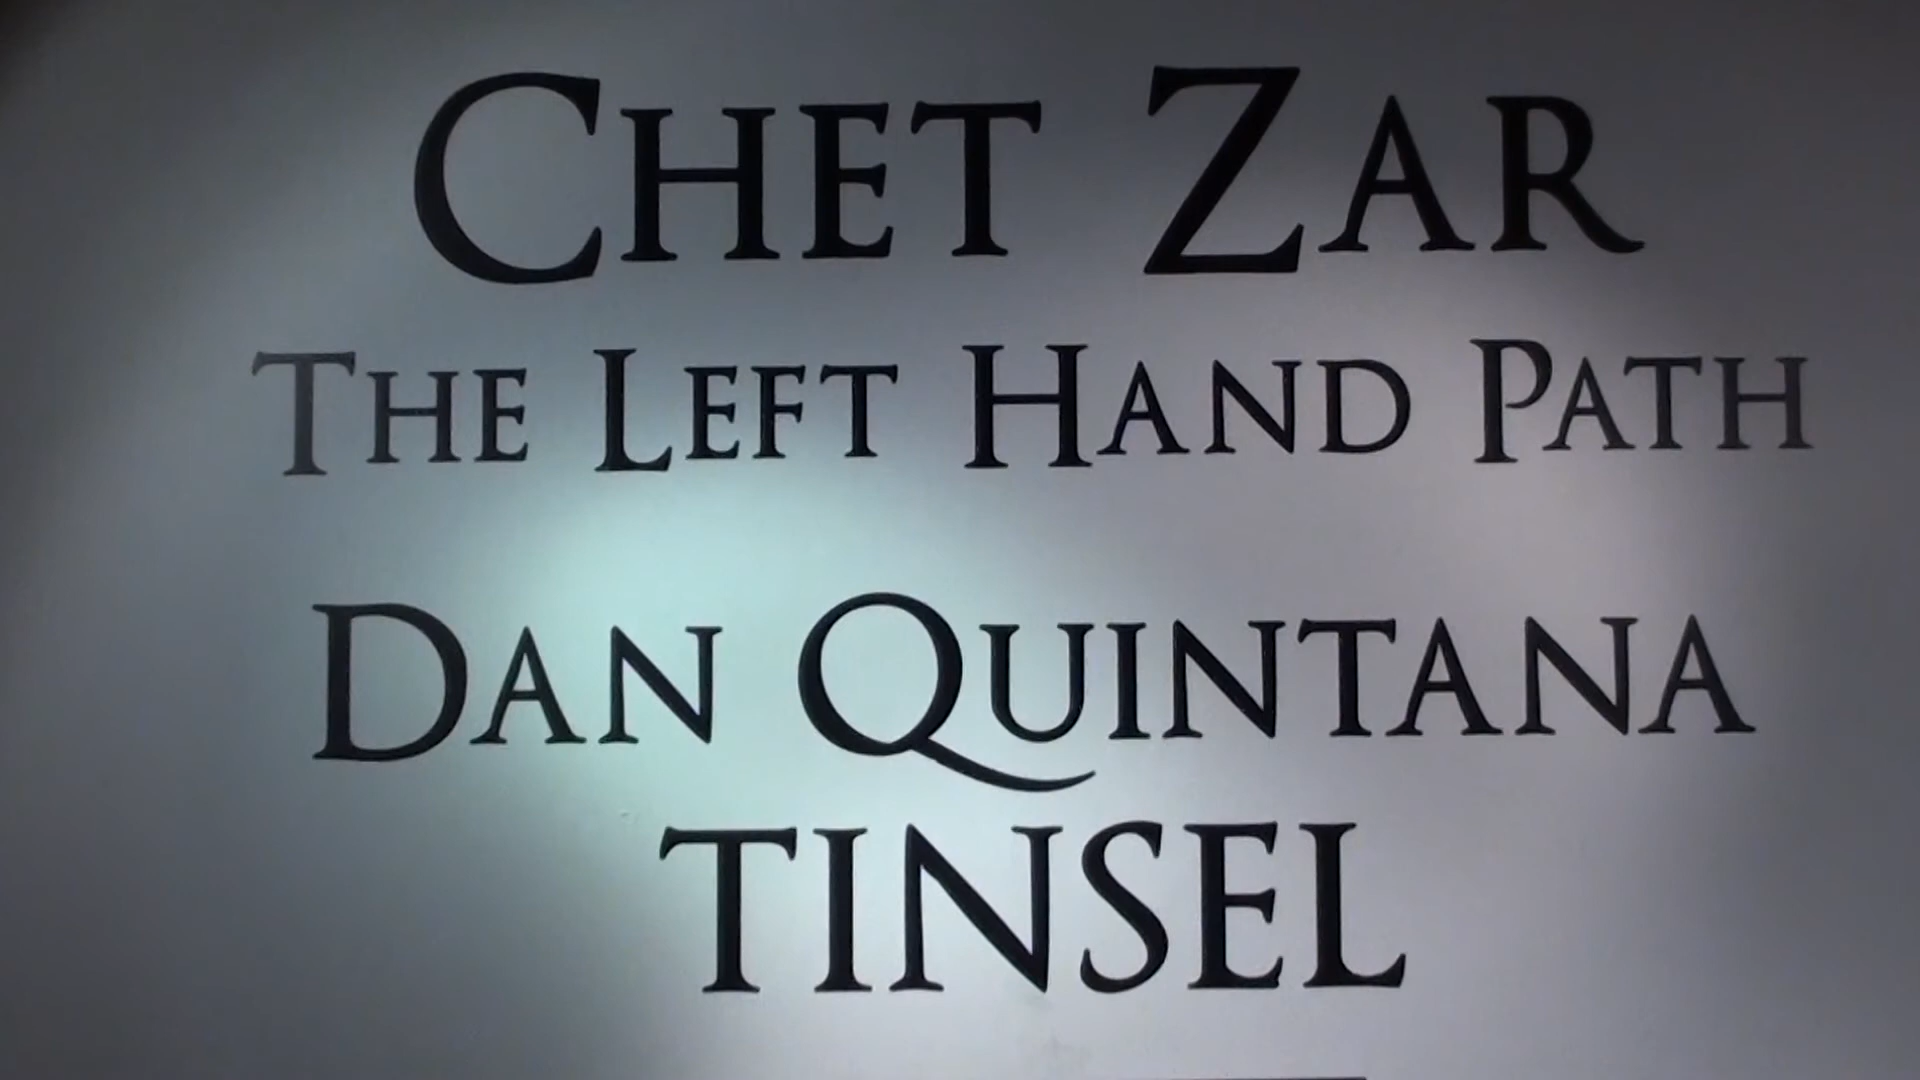 CHET ZAR
THE LEFT HAND PATH
DAN QUINTANA
TINSEL